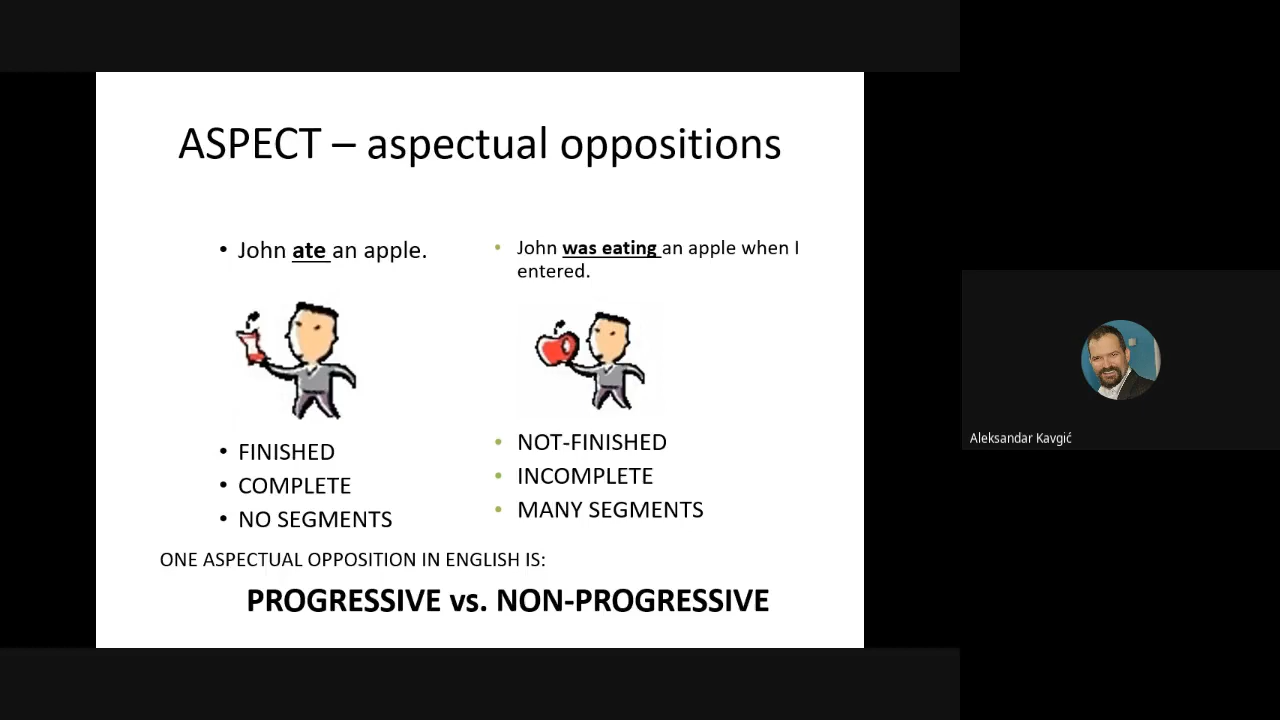 ASPECT – aspectual oppositions
• John ate an apple.
• John was eating an apple when I
entered.
• FINISHED
• COMPLETE
• NO SEGMENTS
• NOT-FINISHED
• INCOMPLETE
• MANY SEGMENTS
ONE ASPECTUAL OPPOSITION IN ENGLISH IS:
PROGRESSIVE vs. NON-PROGRESSIVE
Aleksandar Kavgić